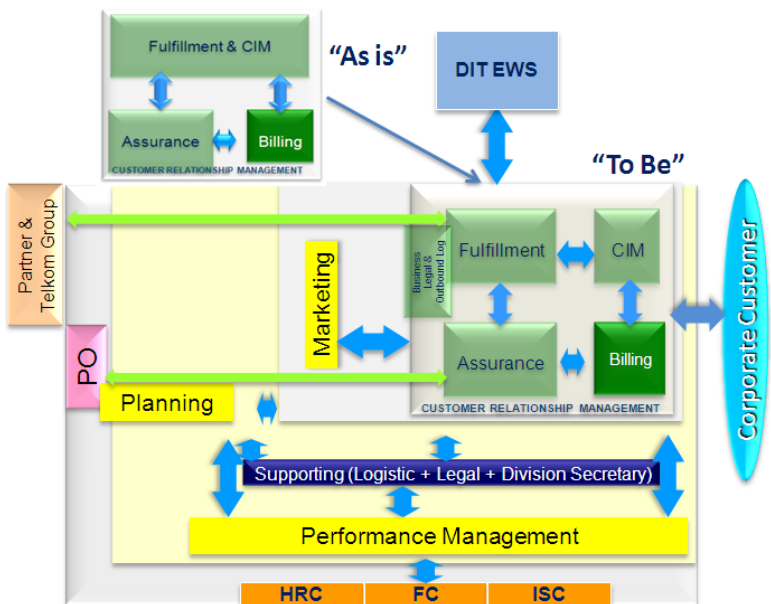 Fulfillment & CIM
"As is"
Assurance
Billing
CUSTOMER RELATIONSHIP MANAGEMENT
DIT EWS
"To Be"
Partner &
Telkom Group
Business
Legal &
Outbound Log
Fulfillment
CIM
Marketing
Assurance
Billing
CUSTOMER RELATIONSHIP MANAGEMENT
Corporate Customer
PO
Planning
Supporting (Logistic + Legal + Division Secretary)
Performance Management
HRC
FC
ISC